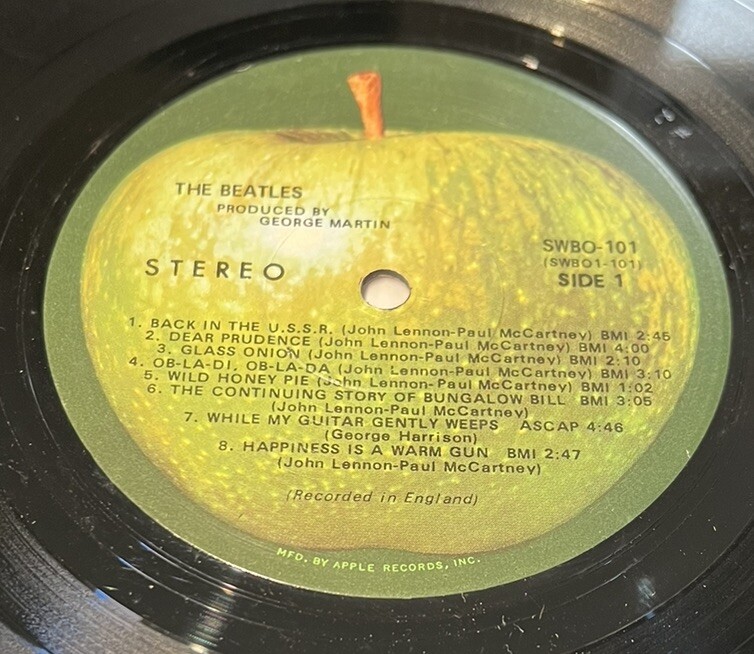 THE BEATLES
PRODUCED BY
GEORGE MARTIN
STEREO
SWBO-101
(SWBO1-101)
SIDE 1
1. BACK IN THE U.S.S.R. (John Lennon-Paul McCartney) BMI 2:45
2. DEAR PRUDENCE (John Lennon-Paul McCartney) BMI 4:00
3. GLASS ONION (John Lennon-Paul McCartney) BMI 2:10
4. OB-LA-DI, OB-LA-DA (John Lennon-Paul McCartney) BMI 3:10
5. WILD HONEY PIE (John Lennon-Paul McCartney) BMI 1:02
6. THE CONTINUING STORY OF BUNGALOW BILL BMI 3:05
(John Lennon-Paul McCartney)
7. WHILE MY GUITAR GENTLY WEEPS ASCAP 4:46
(George Harrison)
8. HAPPINESS IS A WARM GUN BMI 2:47
(John Lennon-Paul McCartney)
(Recorded in England)
MFD. BY APPLE RECORDS, INC.